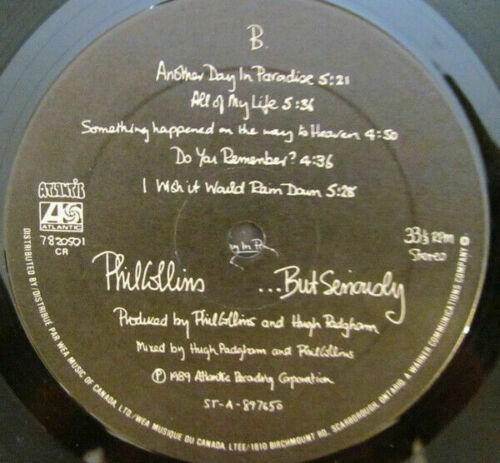 B.
Another Day In Paradise 5:21
All of My Life 5:36
Something happened on the way to Heaven 4:50
Do You Remember? 4:36
I Wish it Would Rain Down 5:28
ATLANTIC
ATLANTIC
7 82050 1
CR
33⅓ RPM
Stereo
Phil Collins ...But Seriously
Produced by Phil Collins and Hugh Padgham
Mixed by Hugh Padgham and Phil Collins
℗ 1989 Atlantic Recording Corporation
ST-A-897650
DISTRIBUTED BY/DISTRIBUÉ PAR WEA MUSIC OF CANADA, LTD./WEA MUSIQUE DU CANADA, LTÉE/1810 BIRCHMOUNT RD. SCARBOROUGH, ONTARIO. A WARNER COMMUNICATIONS COMPANY